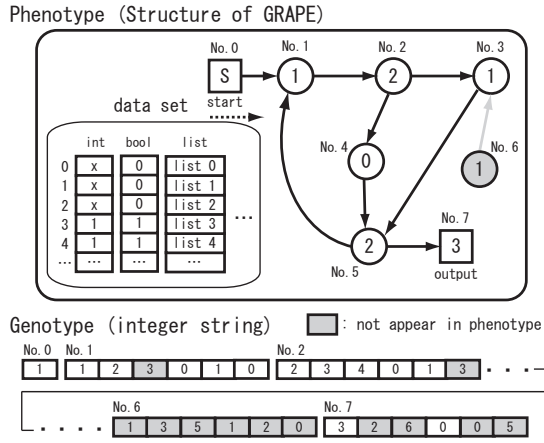 Phenotype (Structure of GRAPE)
No. 0 No. 1 No. 2 No. 3
S 1 2 1
start
data set
int bool list
0 x 0 list 0
1 x 0 list 1
2 x 0 list 2
3 1 1 list 3
4 1 1 list 4
... ... ... ...
...
No. 4
0
No. 6
1
No. 7
2 3
No. 5
output
Genotype (integer string) : not appear in phenotype
No. 0 No. 1 No. 2
1 1 2 3 0 1 0 2 3 4 0 1 3 . . .
No. 6 No. 7
. . . . 1 3 5 1 2 0 3 2 6 0 0 5